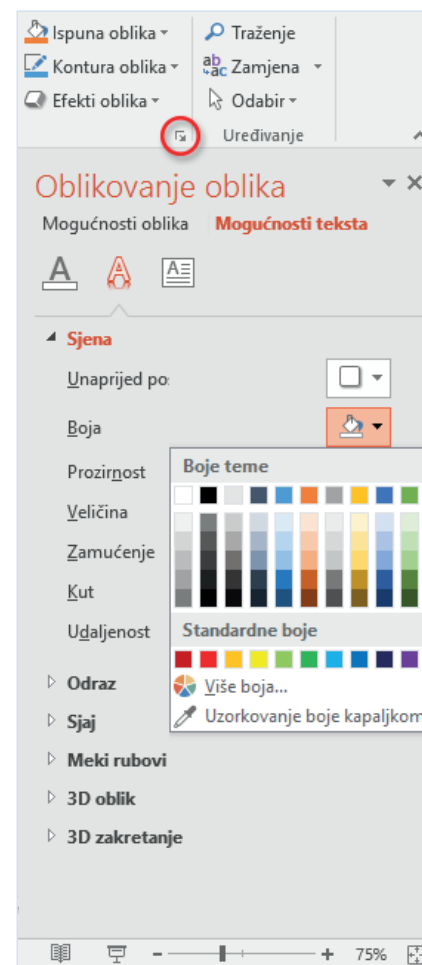 Ispuna oblika Traženje
Kontura oblika Zamjena
Efekti oblika Odabir
Uređivanje
Oblikovanje oblika
Mogućnosti oblika Mogućnosti teksta
Sjena
Unaprijed po
Boja
Prozirnost
Boje teme
Veličina
Zamućenje
Kut
Udaljenost
Standardne boje
Više boja...
Uzorkovanje boje kapaljkom
Odraz
Sjaj
Meki rubovi
3D oblik
3D zakretanje
75%